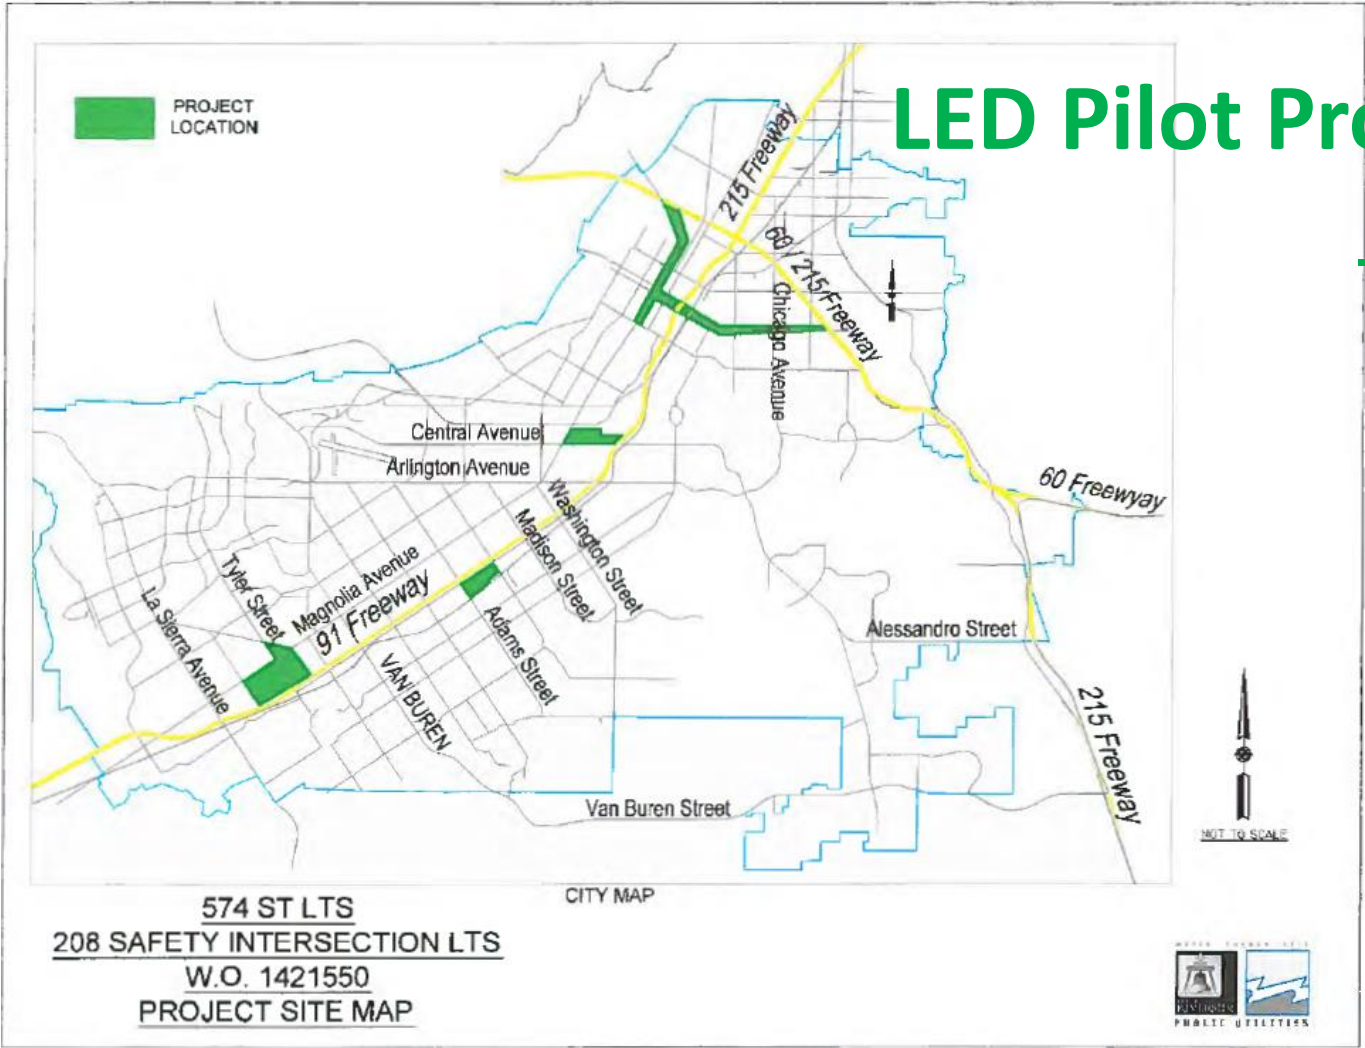 LED Pilot Pro
PROJECT
LOCATION
215 Freeway
60 / 215 Freeway
Chicago Avenue
Central Avenue
Arlington Avenue
60 Freewyay
Washington Street
Madison Street
Magnolia Avenue
91 Freeway
Tyler Street
La Sierra Avenue
Adams Street
VAN BUREN
Alessandro Street
215 Freeway
Van Buren Street
NOT TO SCALE
CITY MAP
574 ST LTS
208 SAFETY INTERSECTION LTS
W.O. 1421550
PROJECT SITE MAP
PUBLIC UTILITIES